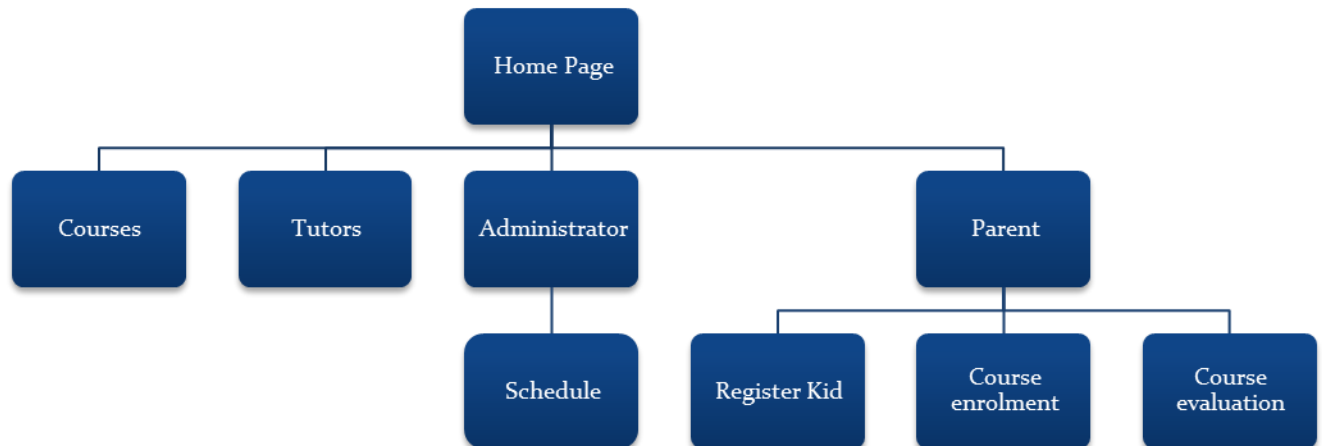 Home Page
Courses
Tutors
Administrator
Parent
Schedule
Register Kid
Course
enrolment
Course
evaluation